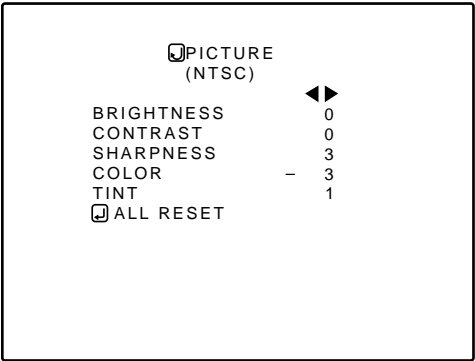 PICTURE
(NTSC)
BRIGHTNESS 0
CONTRAST 0
SHARPNESS 3
COLOR – 3
TINT 1
ALL RESET